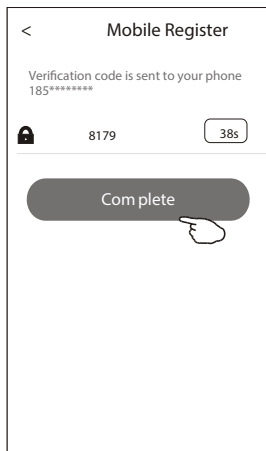 < Mobile Register
Verification code is sent to your phone
185********
8179 38s
Com plete